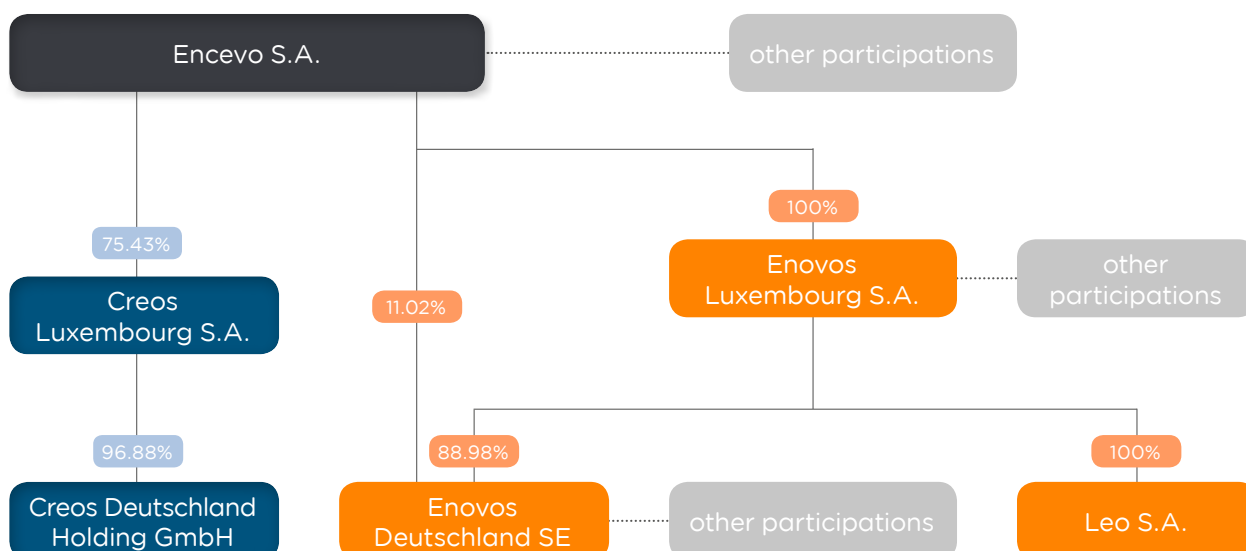 Encevo S.A.
other participations
100%
75.43%
Enovos
Luxembourg S.A.
other
participations
Creos
Luxembourg S.A.
11.02%
96.88%
88.98%
100%
Creos Deutschland
Holding GmbH
Enovos
Deutschland SE
other participations
Leo S.A.